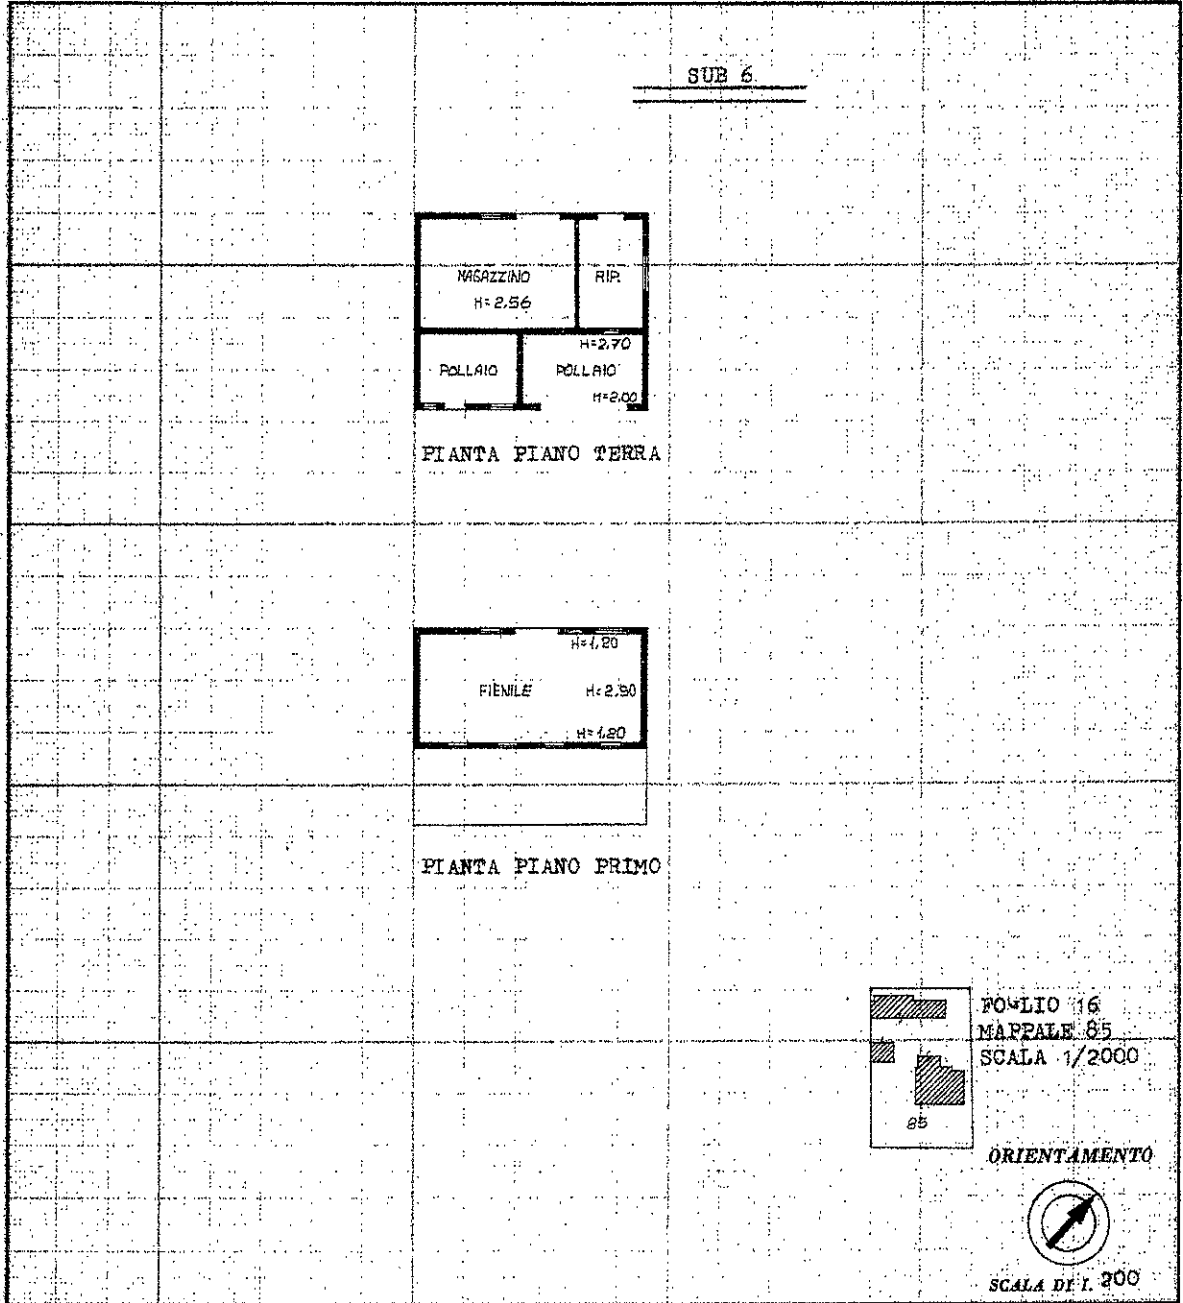 SUB 6
MAGAZZINO
H=2,56
RIP.
H=2,70
POLLAIO
POLLAIO
H=2,00
PIANTA PIANO TERRA
H=1,20
FIENILE
H=2,90
H=1,20
PIANTA PIANO PRIMO
FOGLIO 16
MAPPALE 85
SCALA 1/2000
85
ORIENTAMENTO
SCALA DI 1. 200